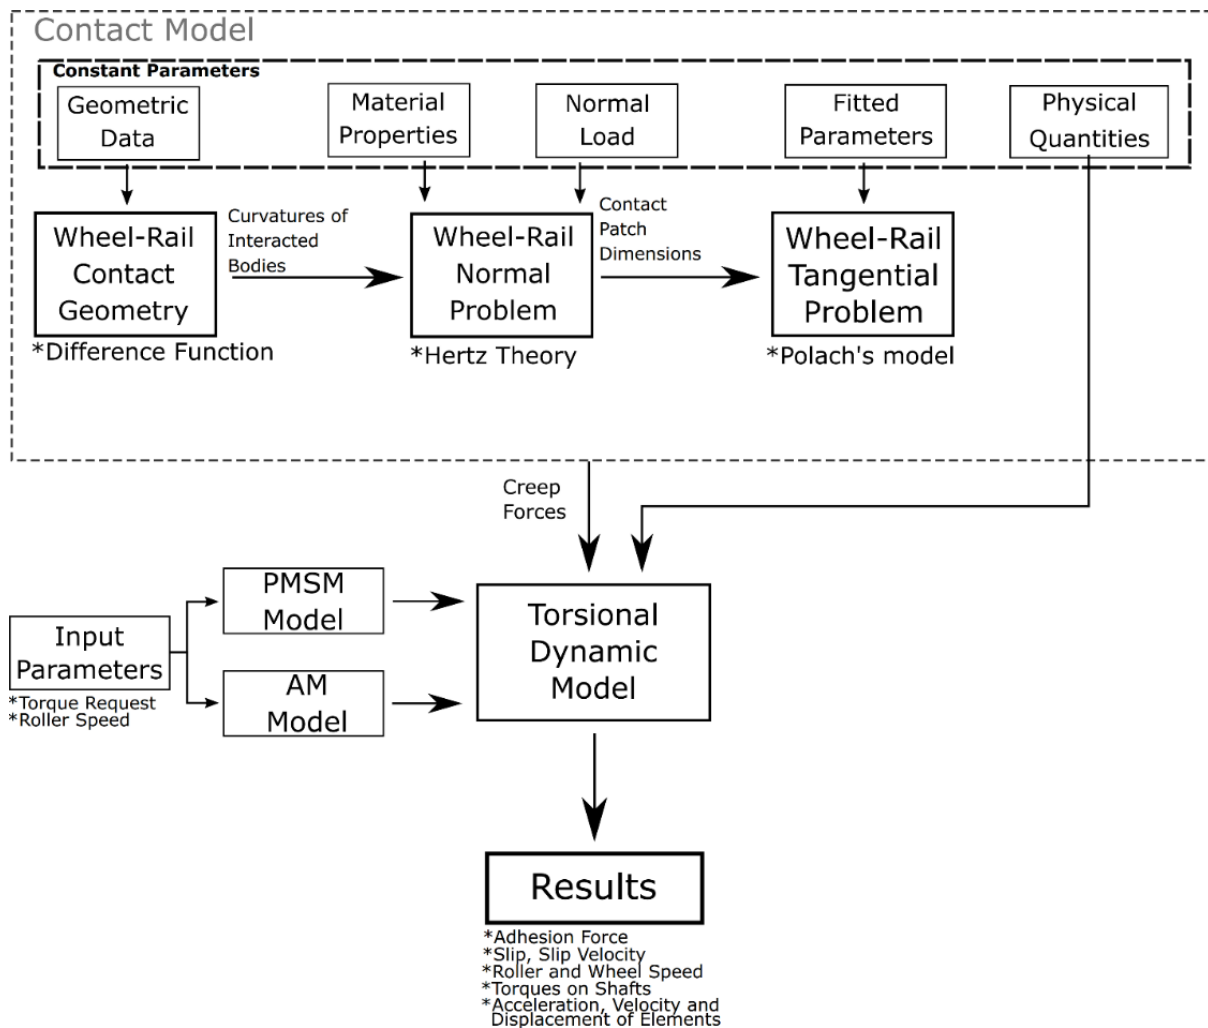 Contact Model
Constant Parameters
Geometric
Data
Material
Properties
Normal
Load
Fitted
Parameters
Physical
Quantities
Wheel-Rail
Contact
Geometry
*Difference Function
Curvatures of
Interacted
Bodies
Wheel-Rail
Normal
Problem
*Hertz Theory
Contact
Patch
Dimensions
Wheel-Rail
Tangential
Problem
*Polach's model
Creep
Forces
Input
Parameters
*Torque Request
*Roller Speed
PMSM
Model
AM
Model
Torsional
Dynamic
Model
Results
*Adhesion Force
*Slip, Slip Velocity
*Roller and Wheel Speed
*Torques on Shafts
*Acceleration, Velocity and
Displacement of Elements